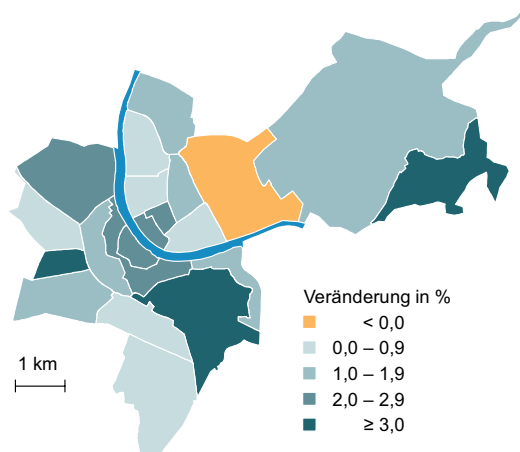 Veränderung in %
< 0,0
0,0 – 0,9
1,0 – 1,9
2,0 – 2,9
≥ 3,0
1 km